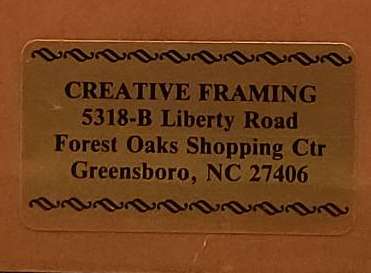 CREATIVE FRAMING
5318-B Liberty Road
Forest Oaks Shopping Ctr
Greensboro, NC 27406